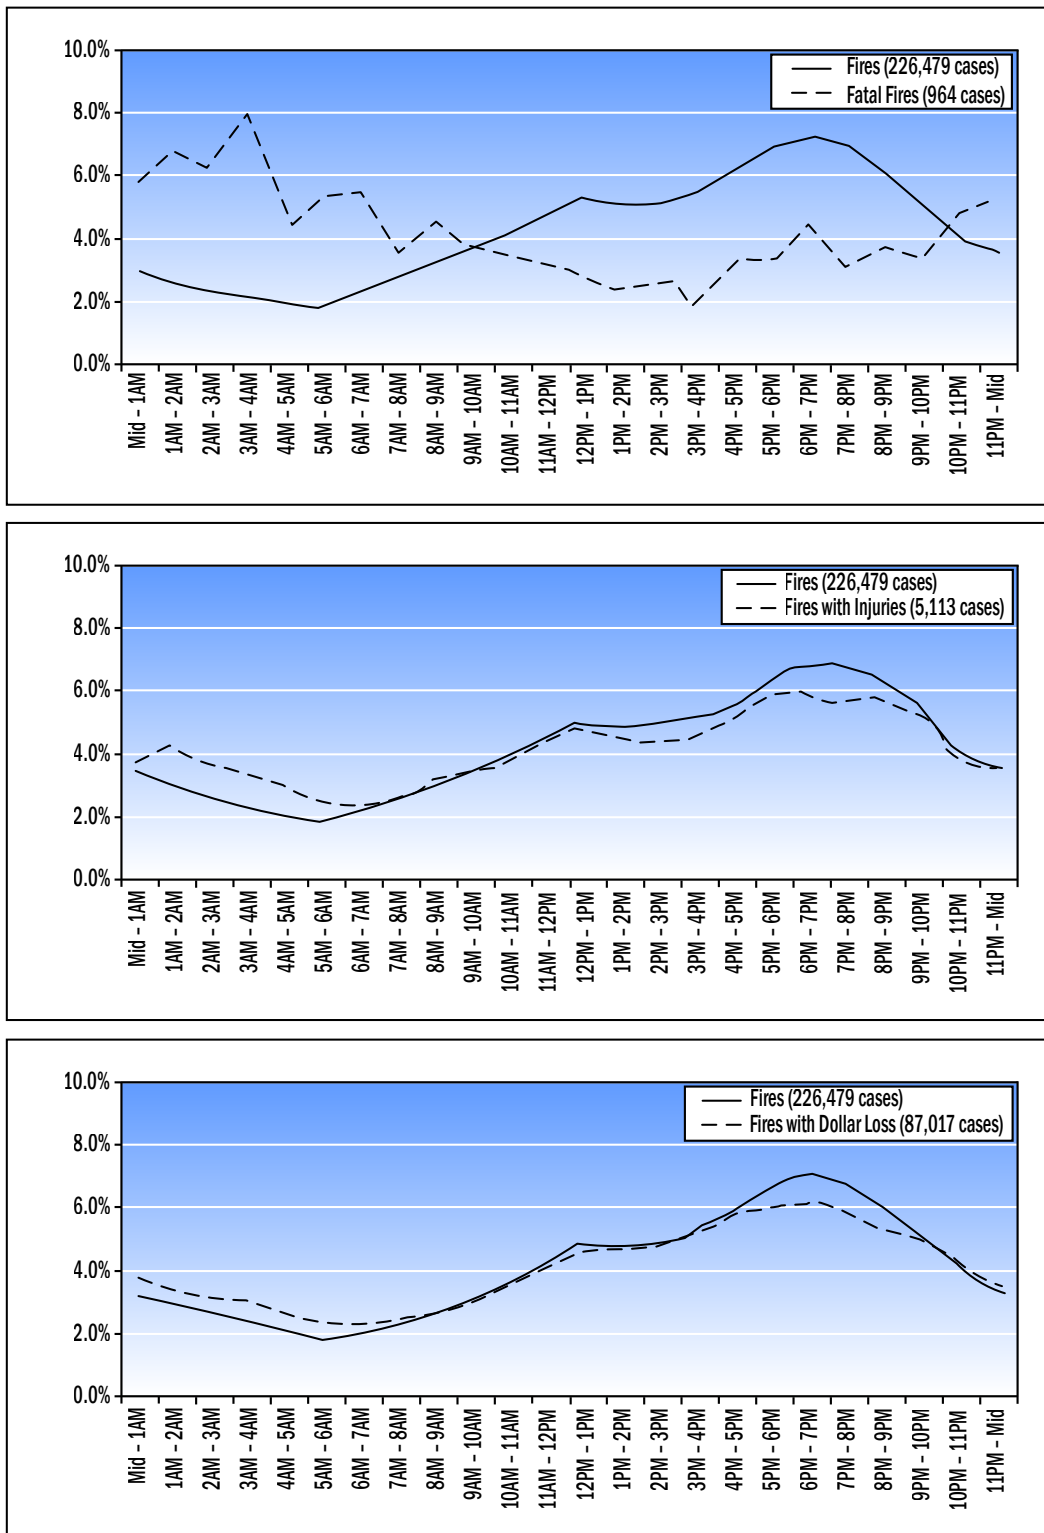 10.0%
8.0%
6.0%
4.0%
2.0%
0.0%
Fires (226,479 cases)
Fatal Fires (964 cases)
Mid – 1AM
1AM – 2AM
2AM – 3AM
3AM – 4AM
4AM – 5AM
5AM – 6AM
6AM – 7AM
7AM – 8AM
8AM – 9AM
9AM – 10AM
10AM – 11AM
11AM – 12PM
12PM – 1PM
1PM – 2PM
2PM – 3PM
3PM – 4PM
4PM – 5PM
5PM – 6PM
6PM – 7PM
7PM – 8PM
8PM – 9PM
9PM – 10PM
10PM – 11PM
11PM – Mid
10.0%
8.0%
6.0%
4.0%
2.0%
0.0%
Fires (226,479 cases)
Fires with Injuries (5,113 cases)
Mid – 1AM
1AM – 2AM
2AM – 3AM
3AM – 4AM
4AM – 5AM
5AM – 6AM
6AM – 7AM
7AM – 8AM
8AM – 9AM
9AM – 10AM
10AM – 11AM
11AM – 12PM
12PM – 1PM
1PM – 2PM
2PM – 3PM
3PM – 4PM
4PM – 5PM
5PM – 6PM
6PM – 7PM
7PM – 8PM
8PM – 9PM
9PM – 10PM
10PM – 11PM
11PM – Mid
10.0%
8.0%
6.0%
4.0%
2.0%
0.0%
Fires (226,479 cases)
Fires with Dollar Loss (87,017 cases)
Mid – 1AM
1AM – 2AM
2AM – 3AM
3AM – 4AM
4AM – 5AM
5AM – 6AM
6AM – 7AM
7AM – 8AM
8AM – 9AM
9AM – 10AM
10AM – 11AM
11AM – 12PM
12PM – 1PM
1PM – 2PM
2PM – 3PM
3PM – 4PM
4PM – 5PM
5PM – 6PM
6PM – 7PM
7PM – 8PM
8PM – 9PM
9PM – 10PM
10PM – 11PM
11PM – Mid